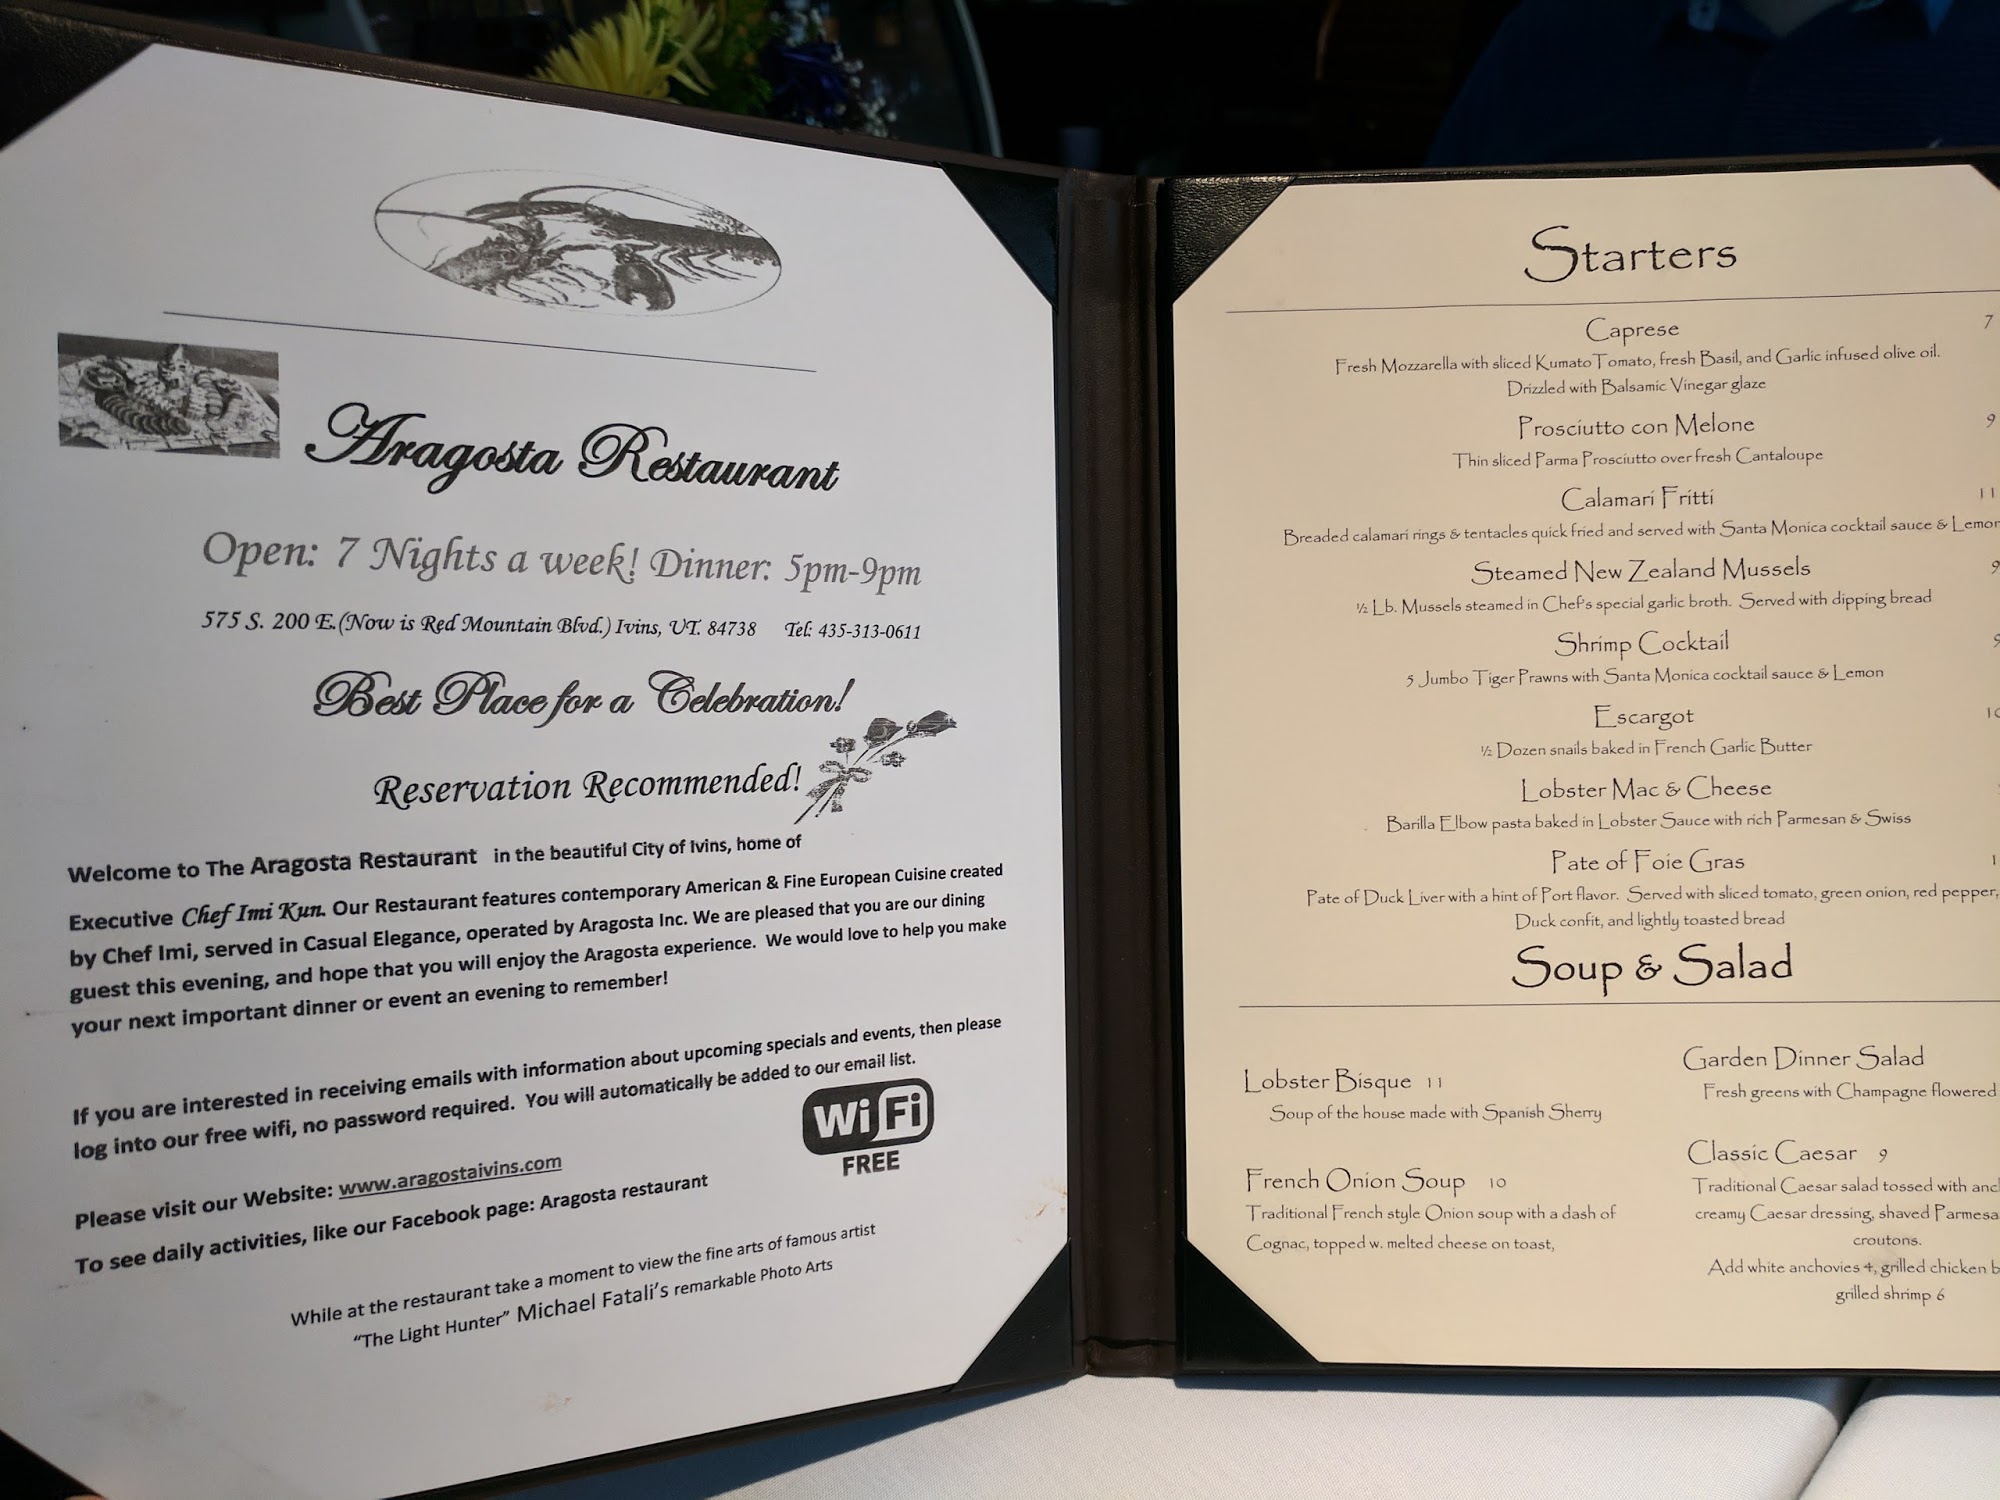 Aragosta Restaurant
Open: 7 Nights a week! Dinner: 5pm-9pm
575 S. 200 E.(Now is Red Mountain Blvd.) Ivins, UT. 84738 Tel: 435-313-0611
Best Place for a Celebration!
Reservation Recommended!
Welcome to The Aragosta Restaurant in the beautiful City of Ivins, home of
Executive Chef Imi Kun. Our Restaurant features contemporary American & Fine European Cuisine created
by Chef Imi, served in Casual Elegance, operated by Aragosta Inc. We are pleased that you are our dining
guest this evening, and hope that you will enjoy the Aragosta experience. We would love to help you make
your next important dinner or event an evening to remember!
If you are interested in receiving emails with information about upcoming specials and events, then please
log into our free wifi, no password required. You will automatically be added to our email list.
WiFi
FREE
Please visit our Website: www.aragostaivins.com
To see daily activities, like our Facebook page: Aragosta restaurant
While at the restaurant take a moment to view the fine arts of famous artist
“The Light Hunter” Michael Fatali’s remarkable Photo Arts
Starters
Caprese 7
Fresh Mozzarella with sliced Kumato Tomato, fresh Basil, and Garlic infused olive oil.
Drizzled with Balsamic Vinegar glaze
Prosciutto con Melone 9
Thin sliced Parma Prosciutto over fresh Cantaloupe
Calamari Fritti 11
Breaded calamari rings & tentacles quick fried and served with Santa Monica cocktail sauce & Lemon
Steamed New Zealand Mussels 9
½ Lb. Mussels steamed in Chef's special garlic broth. Served with dipping bread
Shrimp Cocktail 9
5 Jumbo Tiger Prawns with Santa Monica cocktail sauce & Lemon
Escargot 10
½ Dozen snails baked in French Garlic Butter
Lobster Mac & Cheese
Barilla Elbow pasta baked in Lobster Sauce with rich Parmesan & Swiss
Pate of Foie Gras
Pate of Duck Liver with a hint of Port flavor. Served with sliced tomato, green onion, red pepper,
Duck confit, and lightly toasted bread
Soup & Salad
Lobster Bisque 11
Soup of the house made with Spanish Sherry
French Onion Soup 10
Traditional French style Onion soup with a dash of
Cognac, topped w. melted cheese on toast,
Garden Dinner Salad
Fresh greens with Champagne flowered
Classic Caesar 9
Traditional Caesar salad tossed with
creamy Caesar dressing, shaved
croutons.
Add white anchovies 4, grilled chicken
grilled shrimp 6